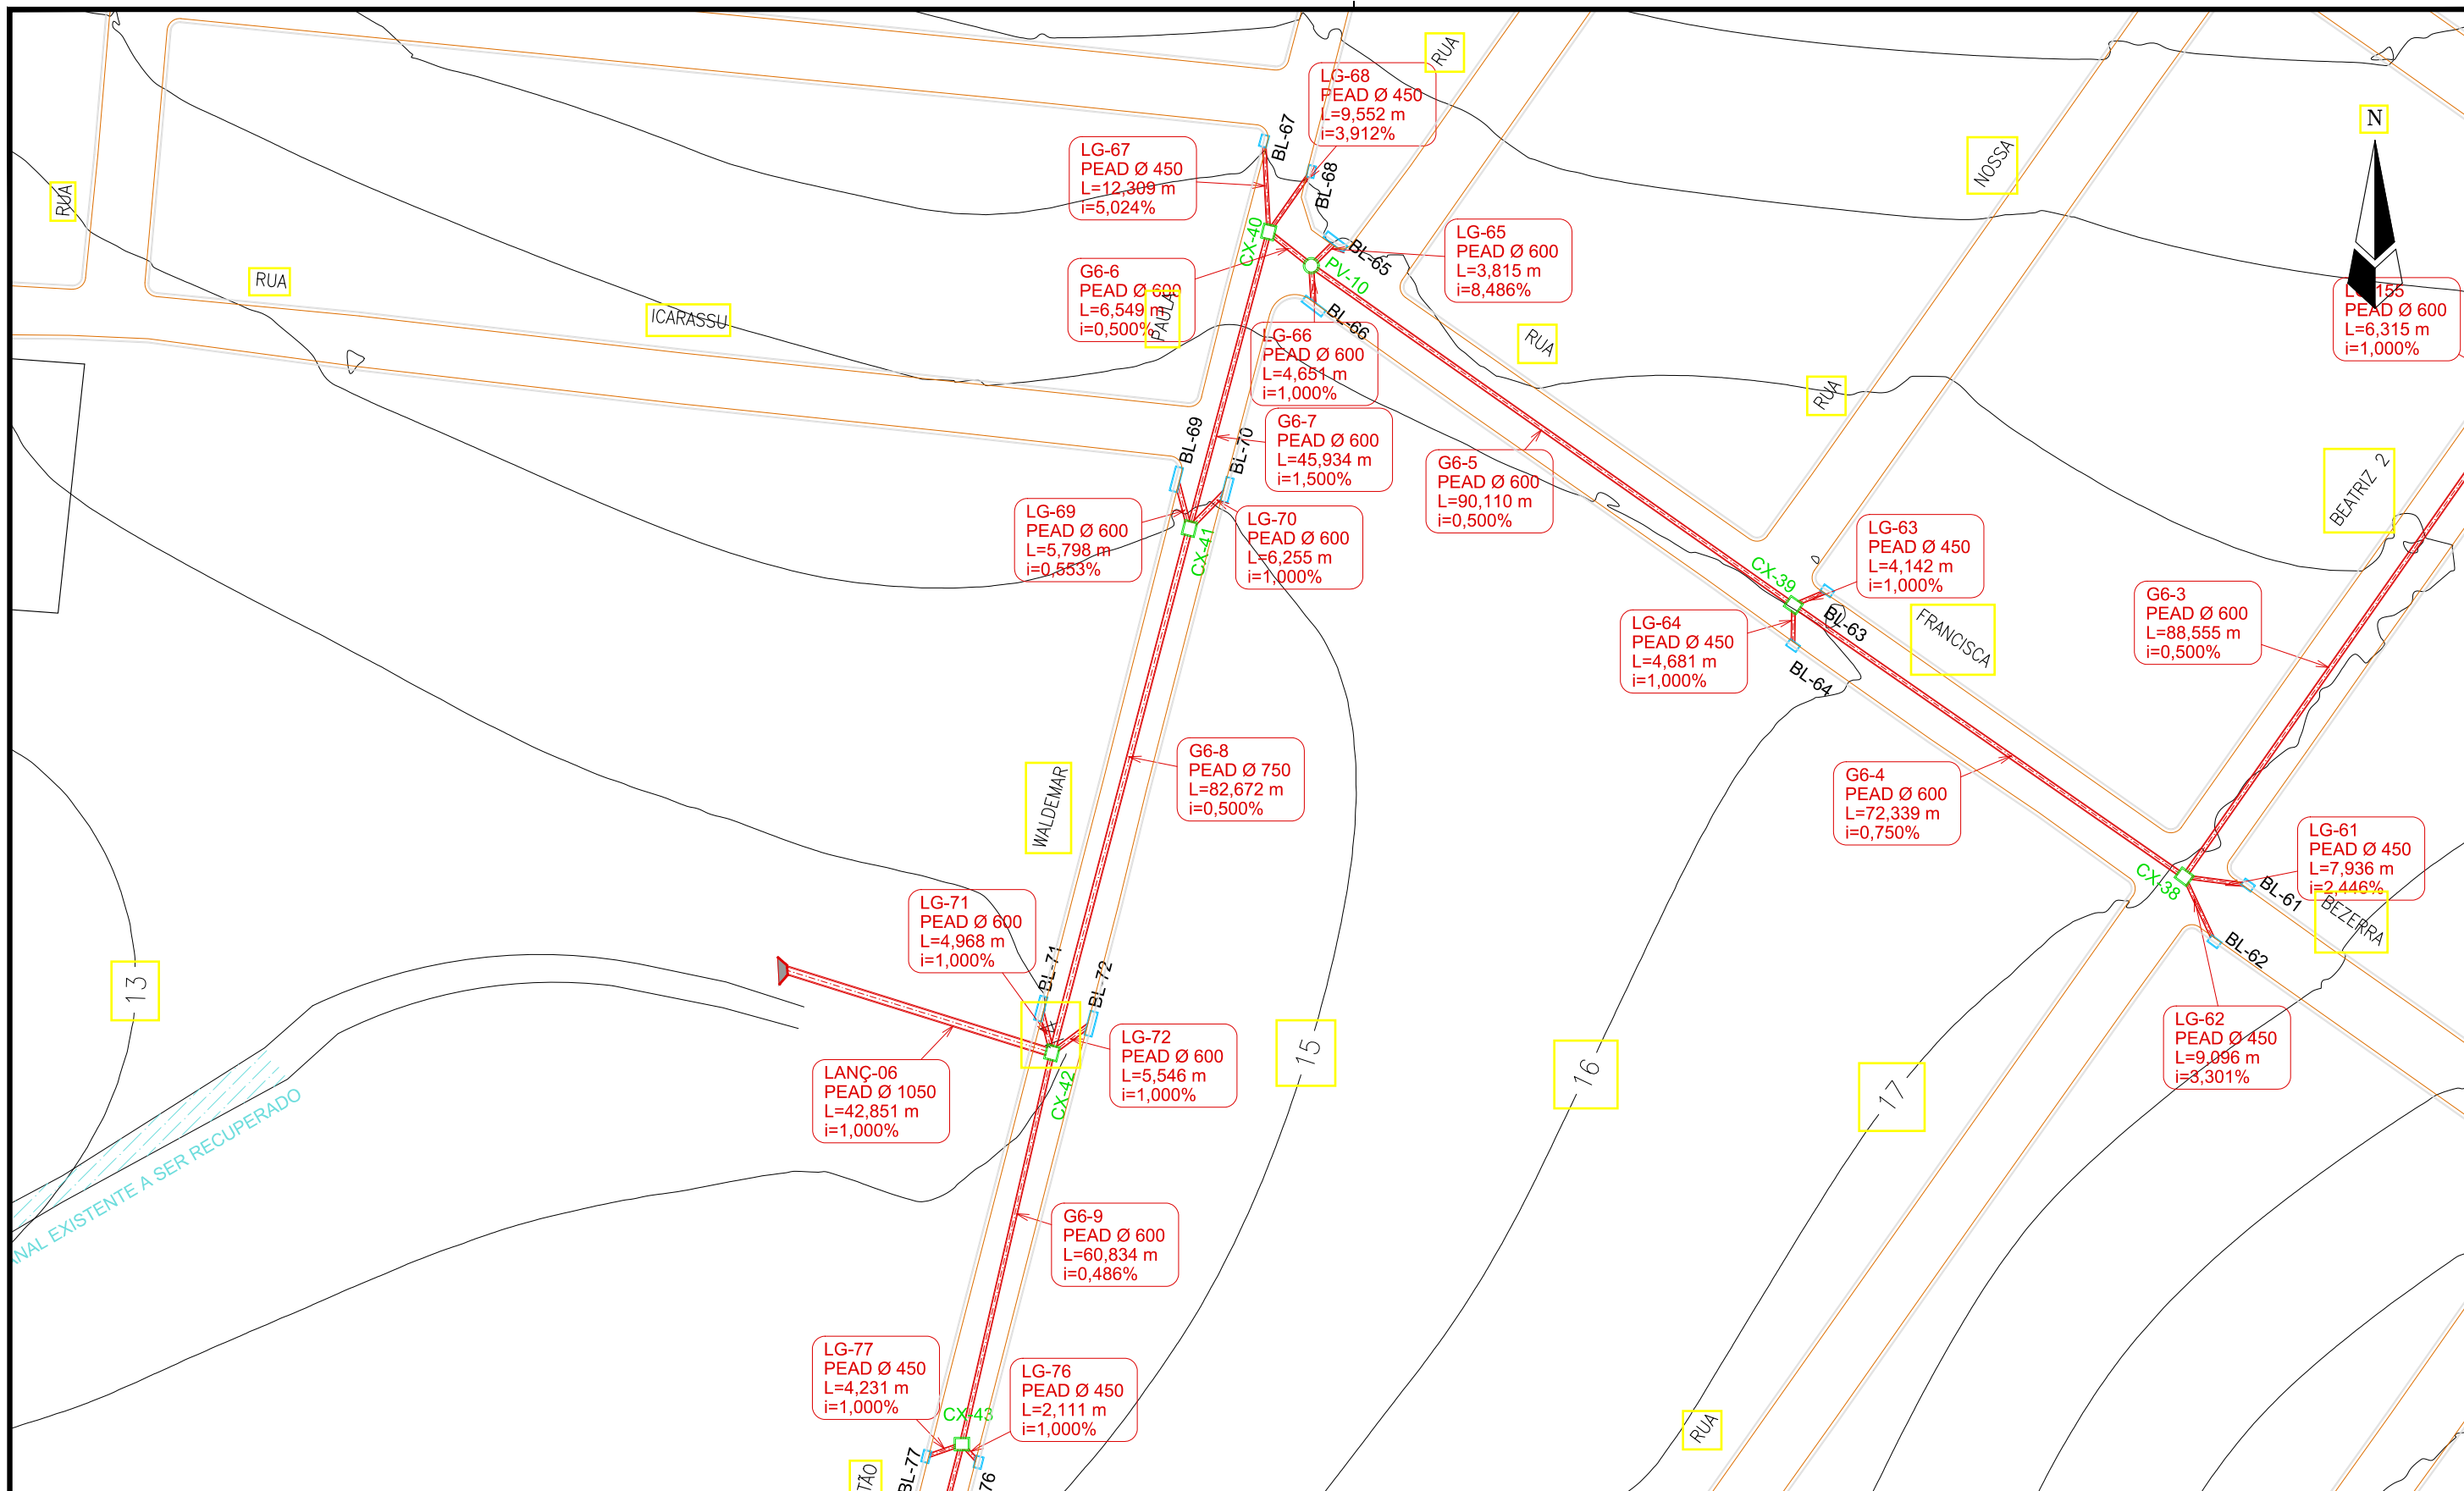 RUA
LG-68
PEAD Ø 450
L=9,552 m
i=3,912%
N
BL-67
LG-67
PEAD Ø 450
L=12,309 m
i=5,024%
NOSSA
BL-68
RUA
CX-40
LG-65
PEAD Ø 600
L=3,815 m
i=8,486%
BL-65
PV-10
RUA
G6-6
PEAD Ø 600
L=6,549 m
i=0,500%
PAULA
ICARASSU
BL-66
LG-66
PEAD Ø 600
L=4,651 m
i=1,000%
RUA
155
PEAD Ø 600
L=6,315 m
i=1,000%
RUA
G6-7
PEAD Ø 600
L=45,934 m
i=1,500%
BL-69
BL-70
G6-5
PEAD Ø 600
L=90,110 m
i=0,500%
BEATRIZ 2
LG-69
PEAD Ø 600
L=5,798 m
i=0,553%
CX-41
LG-70
PEAD Ø 600
L=6,255 m
i=1,000%
LG-63
PEAD Ø 450
L=4,142 m
i=1,000%
CX-39
BL-63
G6-3
PEAD Ø 600
L=88,555 m
i=0,500%
LG-64
PEAD Ø 450
L=4,681 m
i=1,000%
FRANCISCA
BL-64
G6-8
PEAD Ø 750
L=82,672 m
i=0,500%
WALDEMAR
G6-4
PEAD Ø 600
L=72,339 m
i=0,750%
LG-61
PEAD Ø 450
L=7,936 m
i=2,446%
CX-38
BL-61
BEZERRA
LG-71
PEAD Ø 600
L=4,968 m
i=1,000%
BL-62
BL-71
BL-72
13
LG-62
PEAD Ø 450
L=9,096 m
i=3,301%
LG-72
PEAD Ø 600
L=5,546 m
i=1,000%
15
16
17
LANÇ-06
PEAD Ø 1050
L=42,851 m
i=1,000%
CX-42
NAL EXISTENTE A SER RECUPERADO
G6-9
PEAD Ø 600
L=60,834 m
i=0,486%
LG-77
PEAD Ø 450
L=4,231 m
i=1,000%
LG-76
PEAD Ø 450
L=2,111 m
i=1,000%
CX-43
RUA
BL-77
76
TÃO